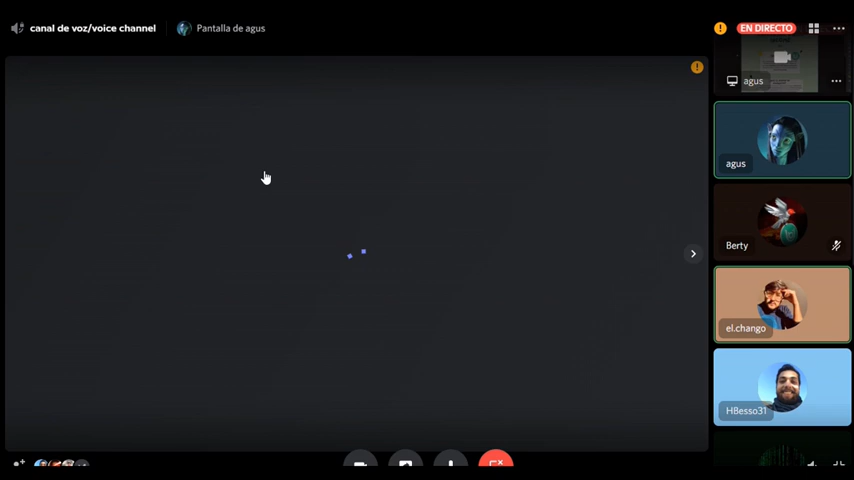 canal de voz/voice channel
Pantalla de agus
EN DIRECTO
agus
agus
Berty
el.chango
HBesso31